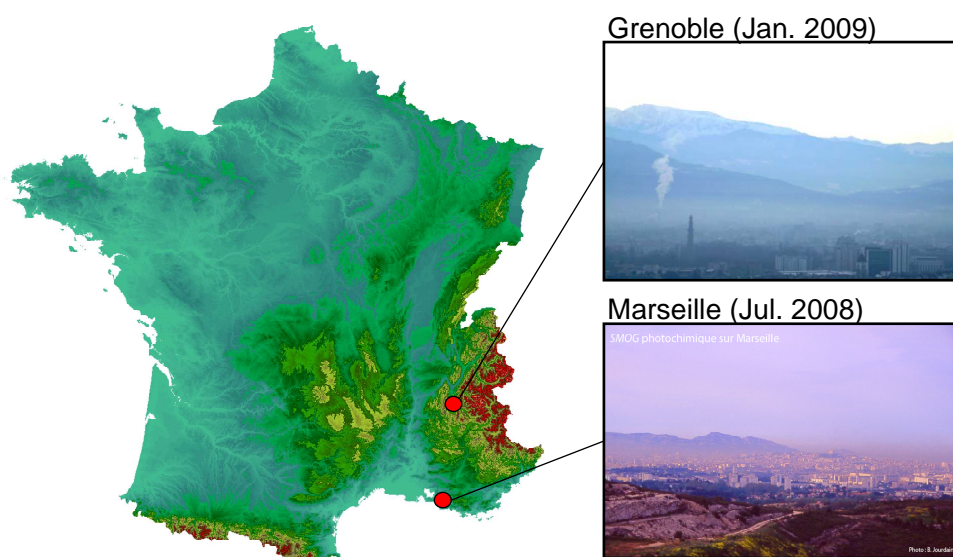 Grenoble (Jan. 2009)
Marseille (Jul. 2008)
SMOG photochimique sur Marseille
Photo : B. Jourdain